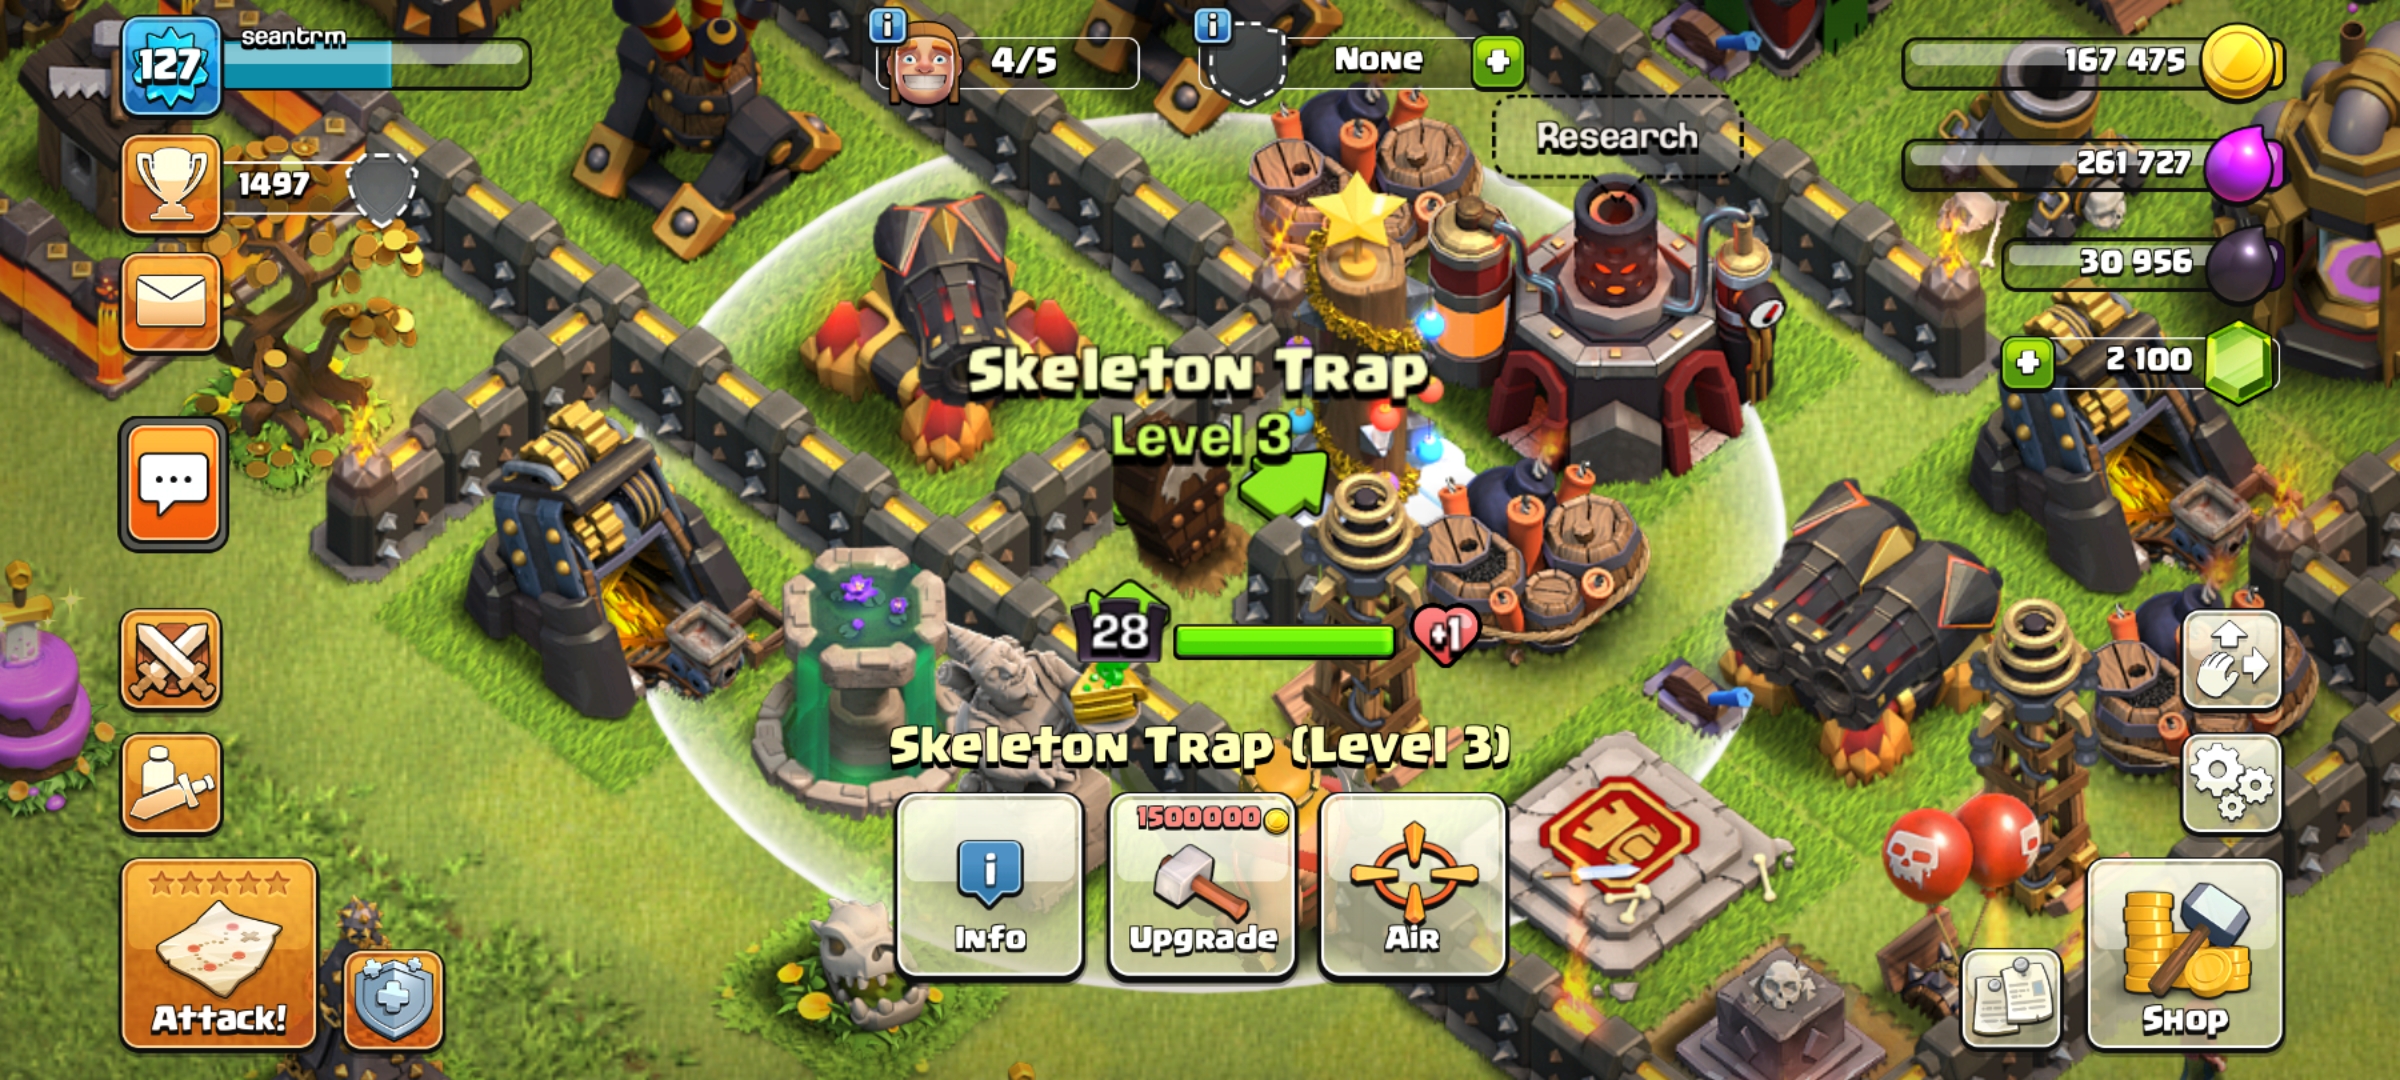 seantrm
127
4/5
None
167 475
Research
261 727
1497
30 956
2 100
Skeleton Trap
Level 3
28
+1
Skeleton Trap (Level 3)
1500000
Info
Upgrade
Air
Attack!
Shop